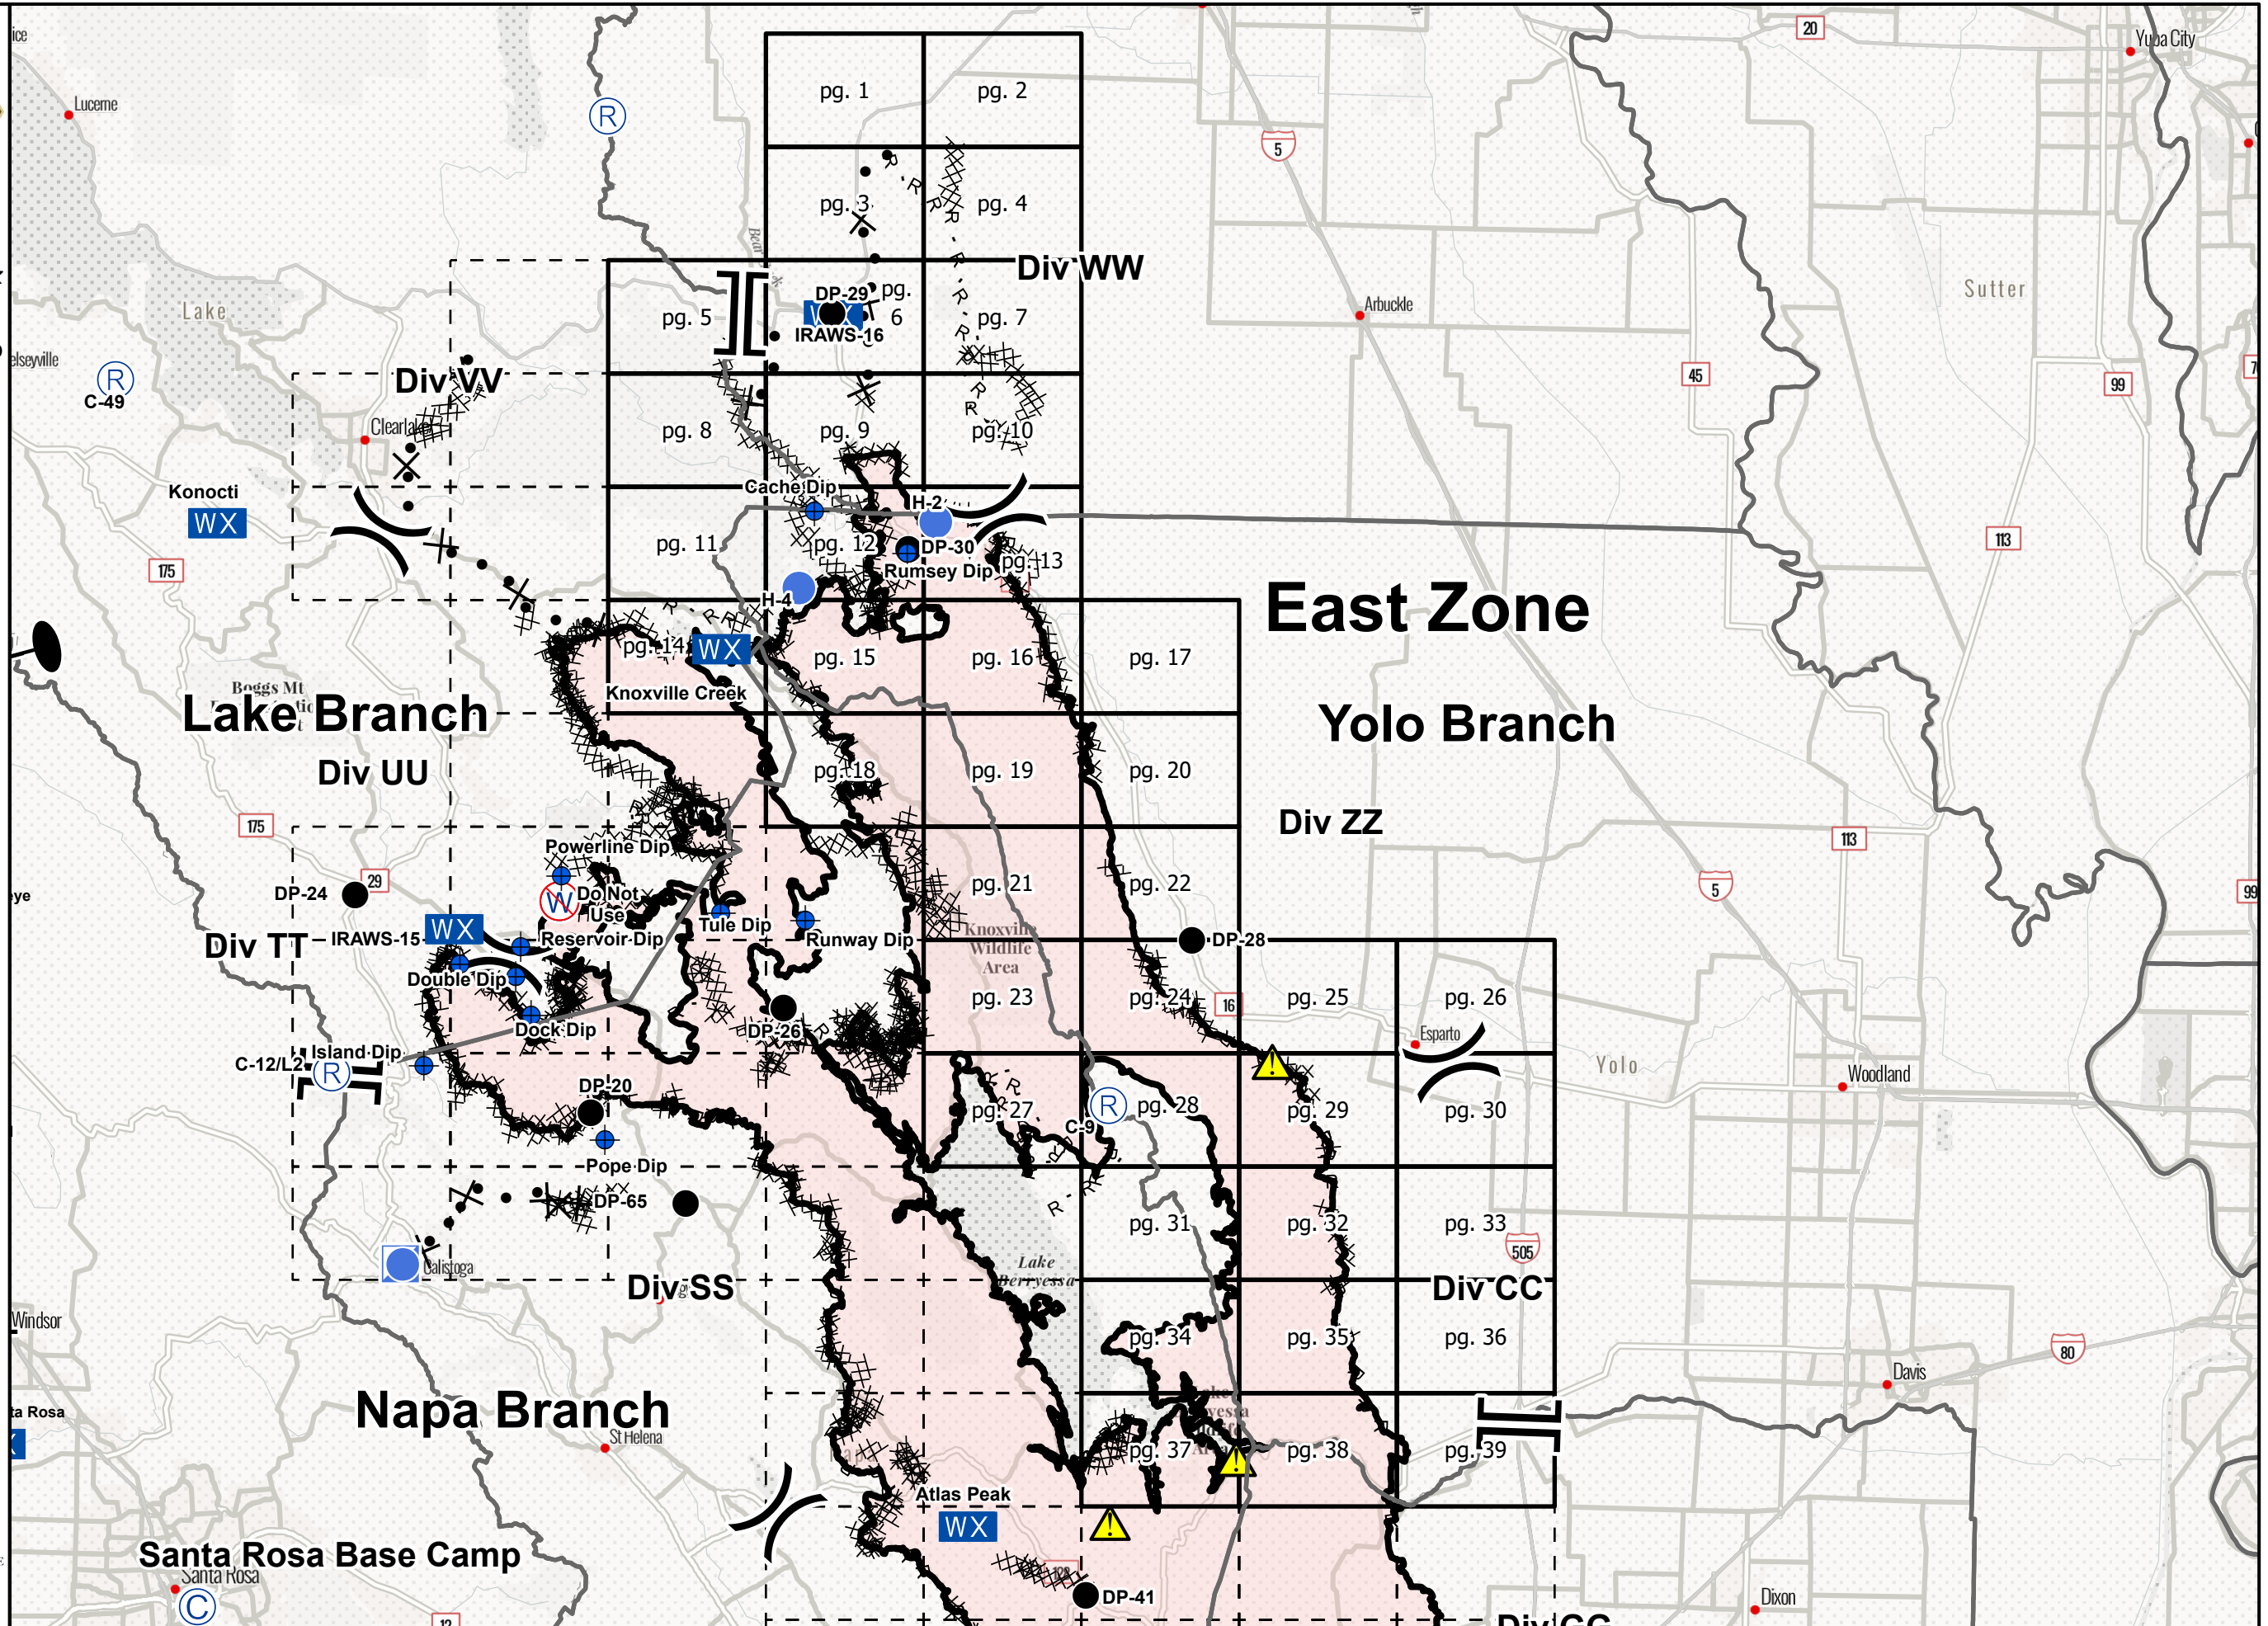 20
Yuba City
Lucerne
R
pg. 1
pg. 2
5
pg. 3
pg. 4
Div WW
Lake
Sutter
DP-29
pg. 6
pg. 5
pg. 7
IRAWS-16
Arbuckle
elseyville
R
C-49
Div VV
45
99
Clearlake
pg. 8
pg. 9
pg. 10
Konocti
WX
Cache Dip
H-2
113
pg. 11
pg. 12
DP-30
pg. 13
Rumsey Dip
175
H-4
East Zone
pg. 14
WX
pg. 15
pg. 16
pg. 17
Knoxville Creek
Boggs Mt
Lake Branch
Yolo Branch
Div UU
pg. 18
pg. 19
pg. 20
Div ZZ
175
113
Powerline Dip
29
DP-24
W
Do Not
Use
pg. 21
pg. 22
5
99
Tule Dip
WX
IRAWS-15
Reservoir Dip
Runway Dip
Knoxville
Wildlife
Area
DP-28
Div TT
Double Dip
pg. 23
pg. 24
16
pg. 25
pg. 26
Dock Dip
DP-26
Esparto
Yolo
Island Dip
C-12/L2
R
Woodland
DP-20
pg. 27
R
pg. 28
C-9
pg. 29
pg. 30
Pope Dip
DP-65
pg. 31
pg. 32
pg. 33
505
Calistoga
Lake
Berryessa
Div SS
Div CC
Windsor
pg. 34
pg. 35
pg. 36
80
Davis
Napa Branch
ta Rosa
St Helena
pg. 37
pg. 38
pg. 39
Atlas Peak
WX
Santa Rosa Base Camp
Santa Rosa
C
DP-41
Dixon
12
Div GG